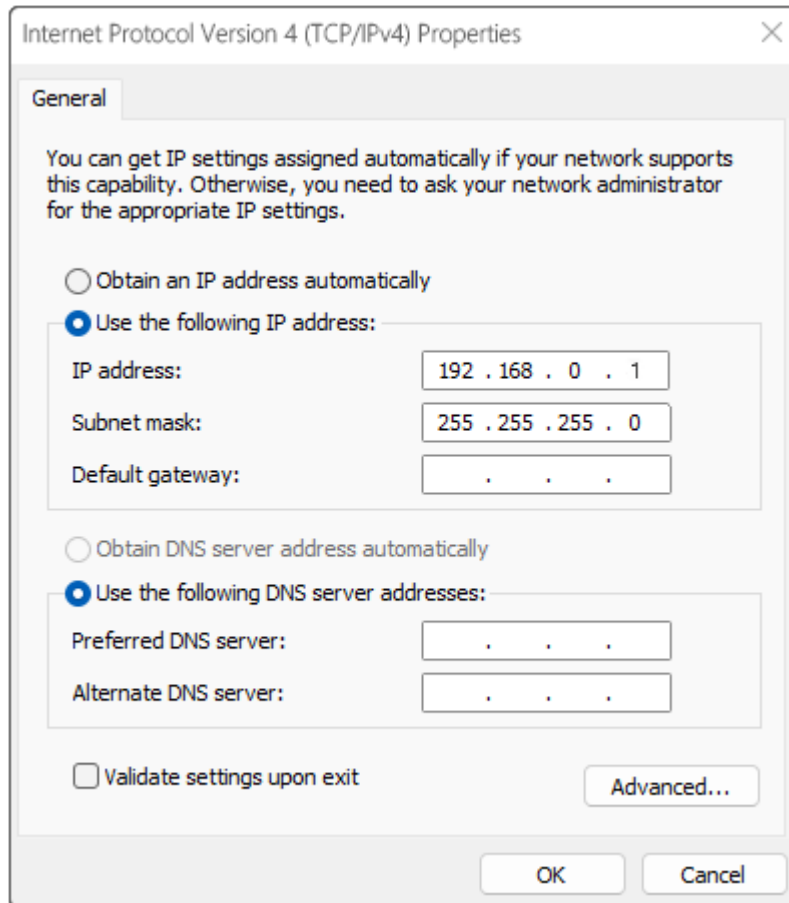 Internet Protocol Version 4 (TCP/IPv4) Properties
General
You can get IP settings assigned automatically if your network supports
this capability. Otherwise, you need to ask your network administrator
for the appropriate IP settings.
Obtain an IP address automatically
Use the following IP address:
IP address: 192 . 168 . 0 . 1
Subnet mask: 255 . 255 . 255 . 0
Default gateway: . . .
Obtain DNS server address automatically
Use the following DNS server addresses:
Preferred DNS server: . . .
Alternate DNS server: . . .
Validate settings upon exit
Advanced...
OK Cancel